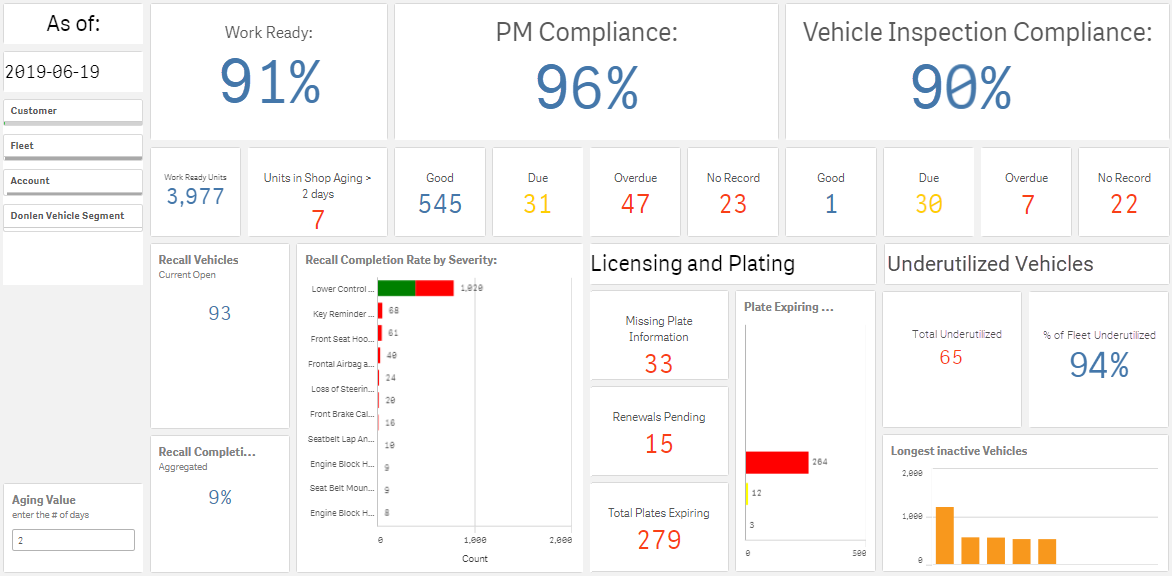 As of:
2019-06-19
Customer
Fleet
Account
Donlen Vehicle Segment
Aging Value
enter the # of days
2
Work Ready:
91%
PM Compliance:
96%
Vehicle Inspection Compliance:
90%
Work Ready Units
3,977
Units in Shop Aging >
2 days
7
Good
545
Due
31
Overdue
47
No Record
23
Good
1
Due
30
Overdue
7
No Record
22
Recall Vehicles
Current Open
93
Recall Completi...
Aggregated
9%
Recall Completion Rate by Severity:
Lower Control ...
1,020
Key Reminder ...
68
Front Seat Hoo...
61
Frontal Airbag a...
40
Loss of Steerin...
24
Front Brake Cal...
20
Seatbelt Lap An...
16
Engine Block H...
10
Seat Belt Moun...
9
Engine Block H...
9
8
0
1,000
2,000
Count
Licensing and Plating
Missing Plate
Information
33
Renewals Pending
15
Total Plates Expiring
279
Plate Expiring ...
264
12
3
0
500
Underutilized Vehicles
Total Underutilized
65
% of Fleet Underutilized
94%
Longest inactive Vehicles
2,000
1,000
0